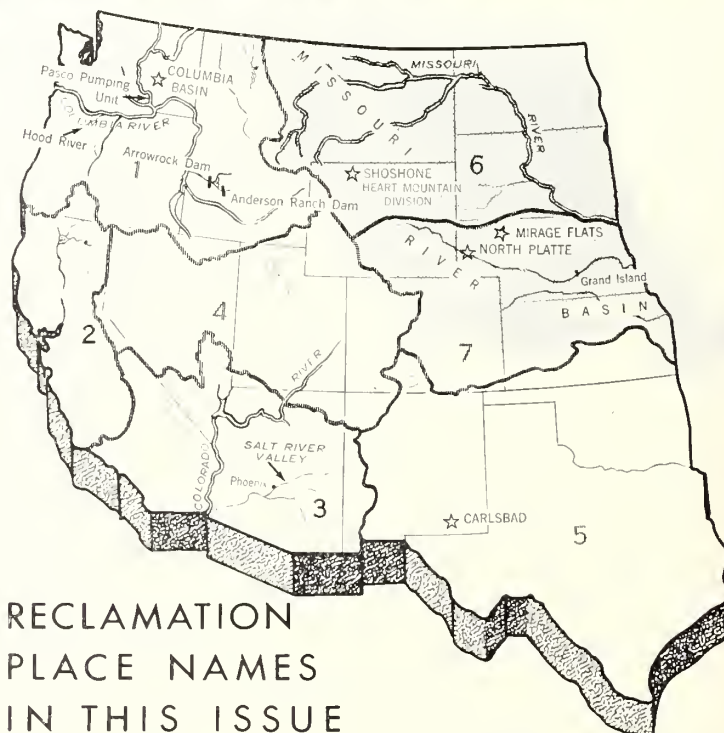 MISSOURI
MISSOURI
RIVER
Pasco Pumping
Unit
COLUMBIA
BASIN
COLUMBIA RIVER
Hood River
1
Arrowrock Dam
Anderson Ranch Dam
SHOSHONE
HEART MOUNTAIN
DIVISION
6
MIRAGE FLATS
NORTH PLATTE
RIVER
Grand Island
BASIN
2
4
7
RIVER
COLORADO
SALT RIVER
VALLEY
Phoenix
3
CARLSBAD
5
RECLAMATION
PLACE NAMES
IN THIS ISSUE